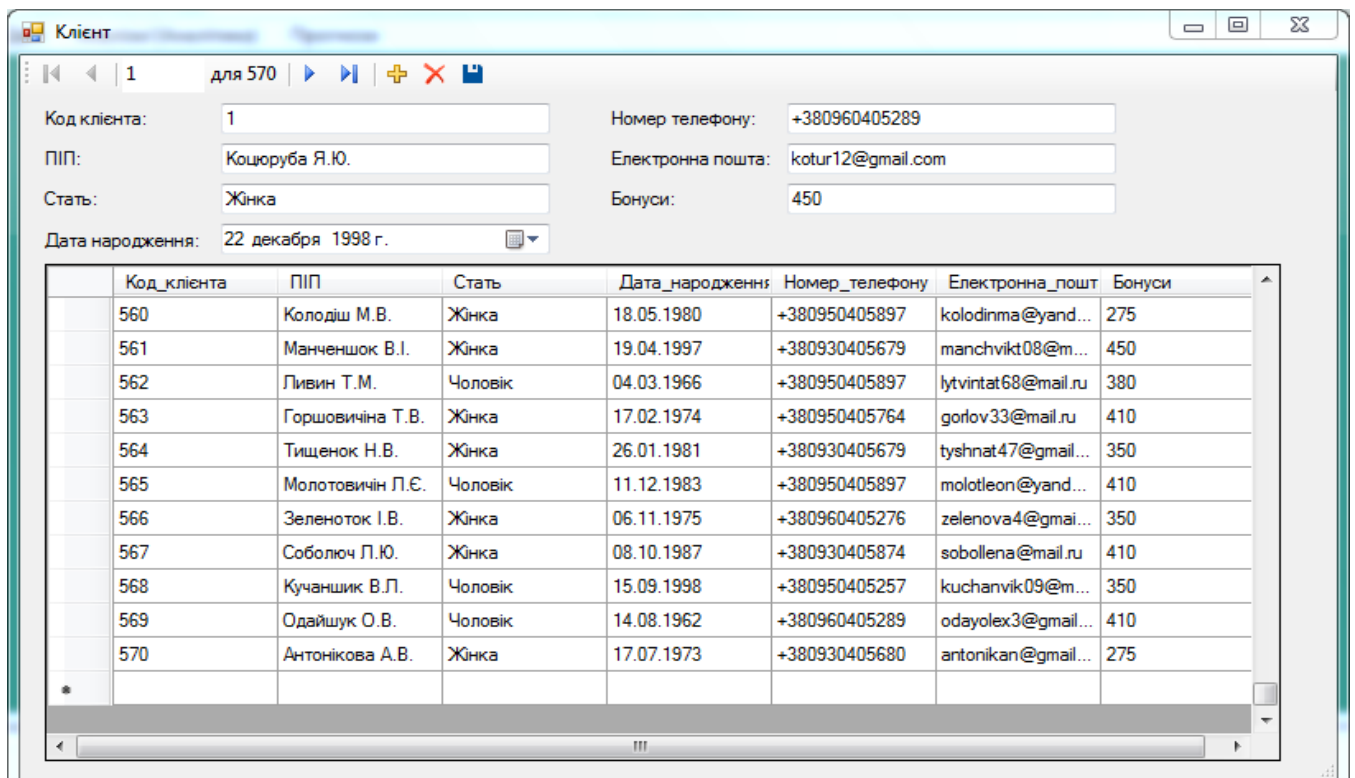 Клієнт
1 для 570
Код клієнта: 1 Номер телефону: +380960405289
ПІП: Коцюруба Я.Ю. Електронна пошта: kotur12@gmail.com
Стать: Жінка Бонуси: 450
Дата народження: 22 декабря 1998 г.
Код_клієнта ПІП Стать Дата_народження Номер_телефону Електронна_пошт Бонуси
560 Колодіш М.В. Жінка 18.05.1980 +380950405897 kolodinma@yand... 275
561 Манченшок В.І. Жінка 19.04.1997 +380930405679 manchvikt08@m... 450
562 Ливин Т.М. Чоловік 04.03.1966 +380950405897 lytvintat68@mail.ru 380
563 Горшовичіна Т.В. Жінка 17.02.1974 +380950405764 gorlov33@mail.ru 410
564 Тищенок Н.В. Жінка 26.01.1981 +380930405679 tyshnat47@gmail... 350
565 Молотовичін Л.Є. Чоловік 11.12.1983 +380950405897 molotleon@yand... 410
566 Зеленоток І.В. Жінка 06.11.1975 +380960405276 zelenova4@gmai... 350
567 Соболюч Л.Ю. Жінка 08.10.1987 +380930405874 sobollena@mail.ru 410
568 Кучаншик В.Л. Чоловік 15.09.1998 +380950405257 kuchanvik09@m... 350
569 Одайшук О.В. Чоловік 14.08.1962 +380960405289 odayolex3@gmail... 410
570 Антонікова А.В. Жінка 17.07.1973 +380930405680 antonikan@gmail... 275